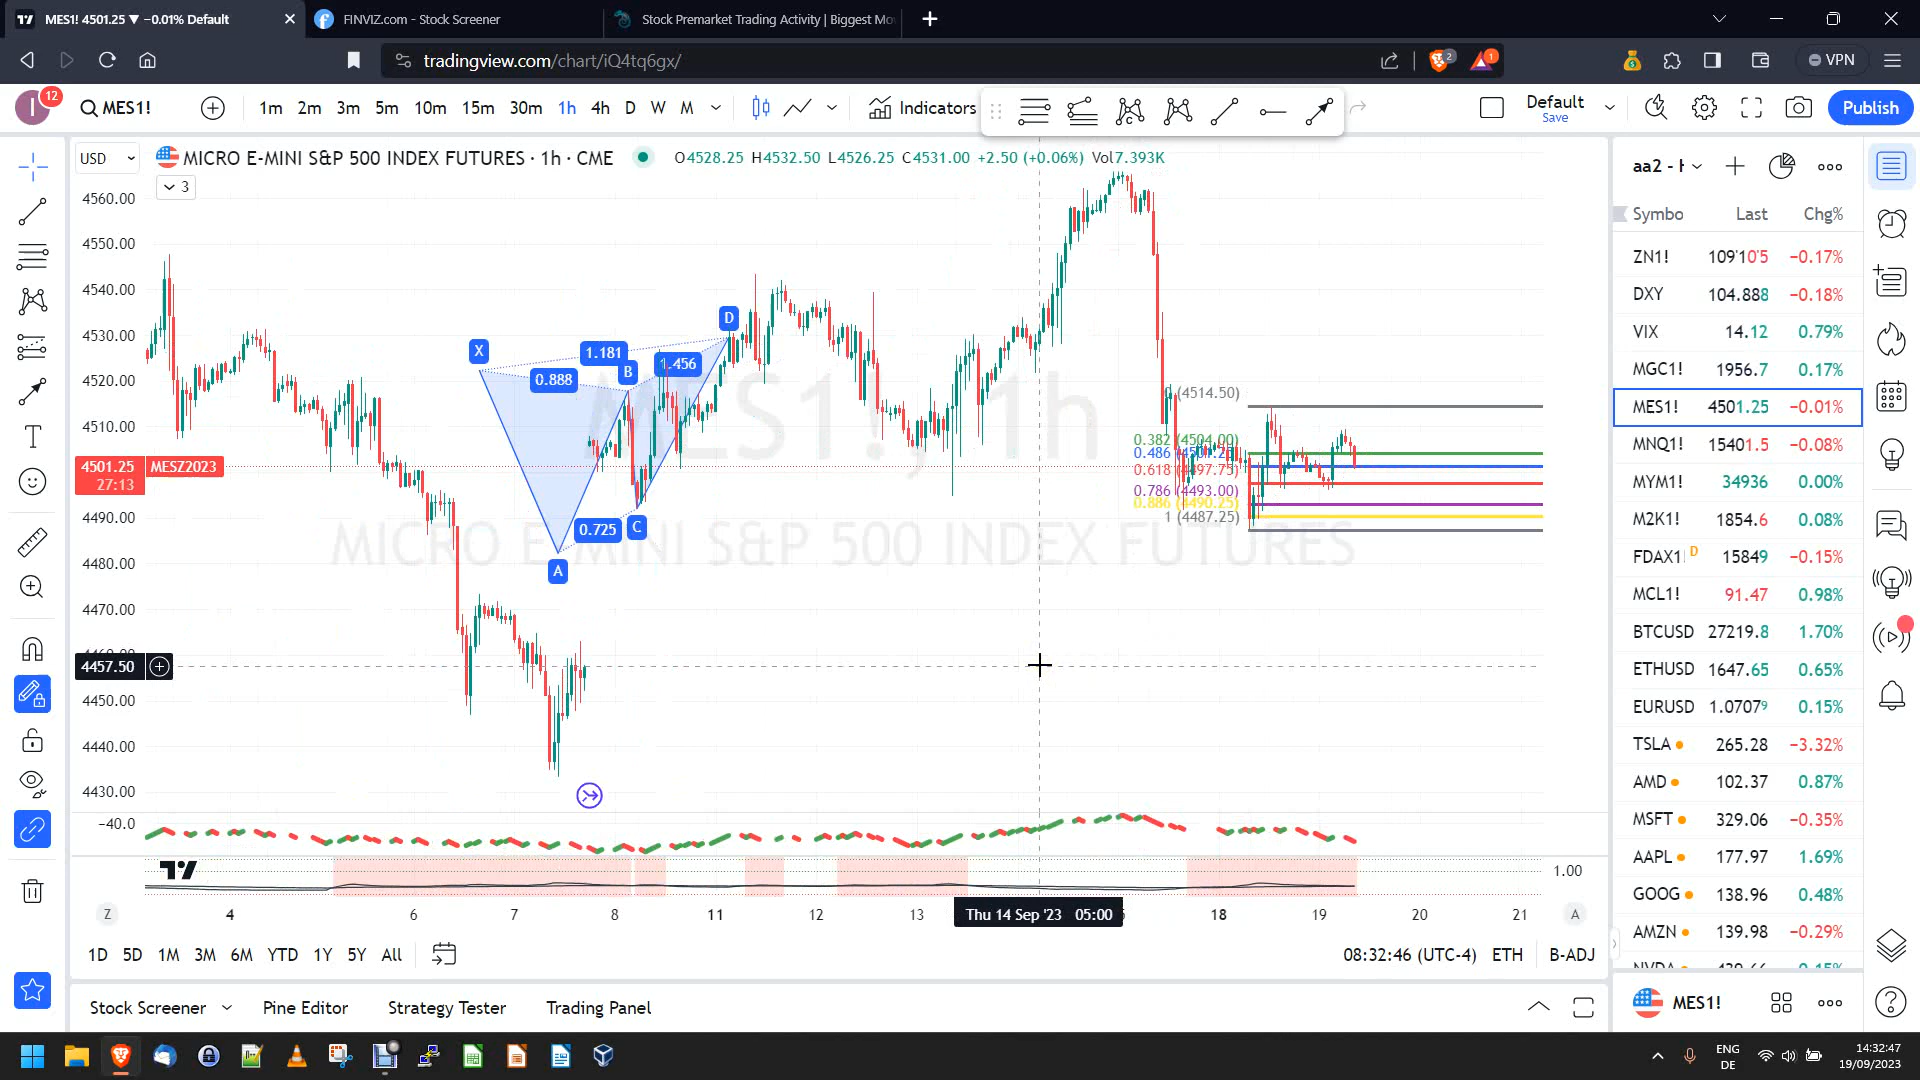 MES1! 4501.25 ▼ −0.01% Default
FINVIZ.com - Stock Screener
Stock Premarket Trading Activity | Biggest Mo
tradingview.com/chart/iQ4tq6gx/
2
1
VPN
I
12
MES1!
1m 2m 3m 5m 10m 15m 30m 1h 4h D W M
Indicators
Default
Save
Publish
USD
MICRO E-MINI S&P 500 INDEX FUTURES · 1h · CME
O4528.25 H4532.50 L4526.25 C4531.00 +2.50 (+0.06%) Vol7.393K
3
4560.00
4550.00
4540.00
4530.00
4520.00
4510.00
4501.25 MESZ2023
27:13
4490.00
4480.00
4470.00
4457.50
4450.00
4440.00
4430.00
−40.0
MES1!, 1h
MICRO E-MINI S&P 500 INDEX FUTURES
X
D
1.181
B
1.456
0.888
0.725
C
A
(4514.50)
0.382 (4504.00)
0.618 (4497.75)
0.786 (4493.00)
0.886 (4490.25)
1 (4487.25)
1.00
Z
4 6 7 8 11 12 13
Thu 14 Sep '23 05:00
18 19 20 21
A
1D 5D 1M 3M 6M YTD 1Y 5Y All
08:32:46 (UTC-4) ETH B-ADJ
Stock Screener Pine Editor Strategy Tester Trading Panel
aa2 -
Symbo Last Chg%
ZN1! 109'10'5 −0.17%
DXY 104.888 −0.18%
VIX 14.12 0.79%
MGC1! 1956.7 0.17%
MES1! 4501.25 −0.01%
MNQ1! 15401.5 −0.08%
MYM1! 34936 0.00%
M2K1! 1854.6 0.08%
FDAX1 D 15849 −0.15%
MCL1! 91.47 0.98%
BTCUSD 27219.8 1.70%
ETHUSD 1647.65 0.65%
EURUSD 1.07079 0.15%
TSLA 265.28 −3.32%
AMD 102.37 0.87%
MSFT 329.06 −0.35%
AAPL 177.97 1.69%
GOOG 138.96 0.48%
AMZN 139.98 −0.29%
MES1!
ENG
DE
14:32:47
19/09/2023